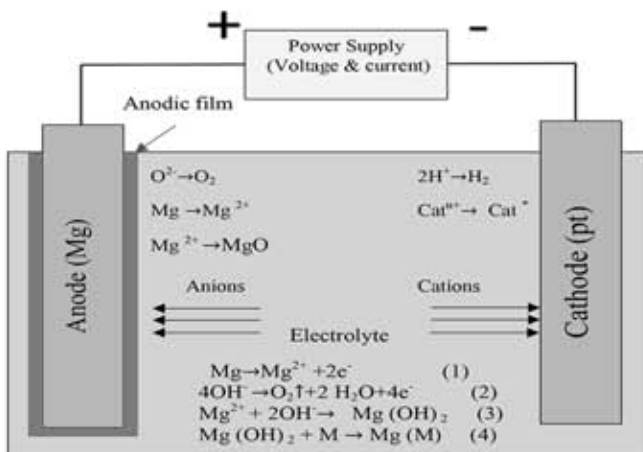 +
-
Power Supply
(Voltage & current)
Anodic film
O²⁻→O₂
2H⁺→H₂
Mg →Mg ²⁺
Catⁿ⁺→ Cat *
Mg ²⁺→MgO
Anode (Mg)
Cathode (pt)
Anions
Cations
Electrolyte
Mg→Mg²⁺ +2e⁻ (1)
4OH⁻→O₂↑+2 H₂O+4e⁻ (2)
Mg²⁺ + 2OH⁻→ Mg (OH) ₂ (3)
Mg (OH) ₂ + M → Mg (M) (4)